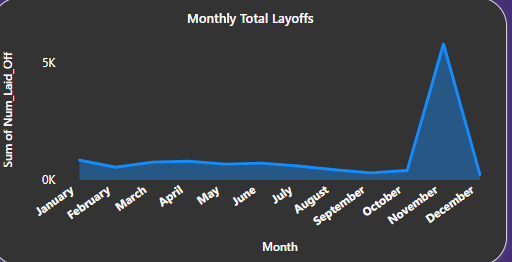 Monthly Total Layoffs
Sum of Num_Laid_Off
5K
0K
January
February
March
April
May
June
July
August
September
October
November
December
Month